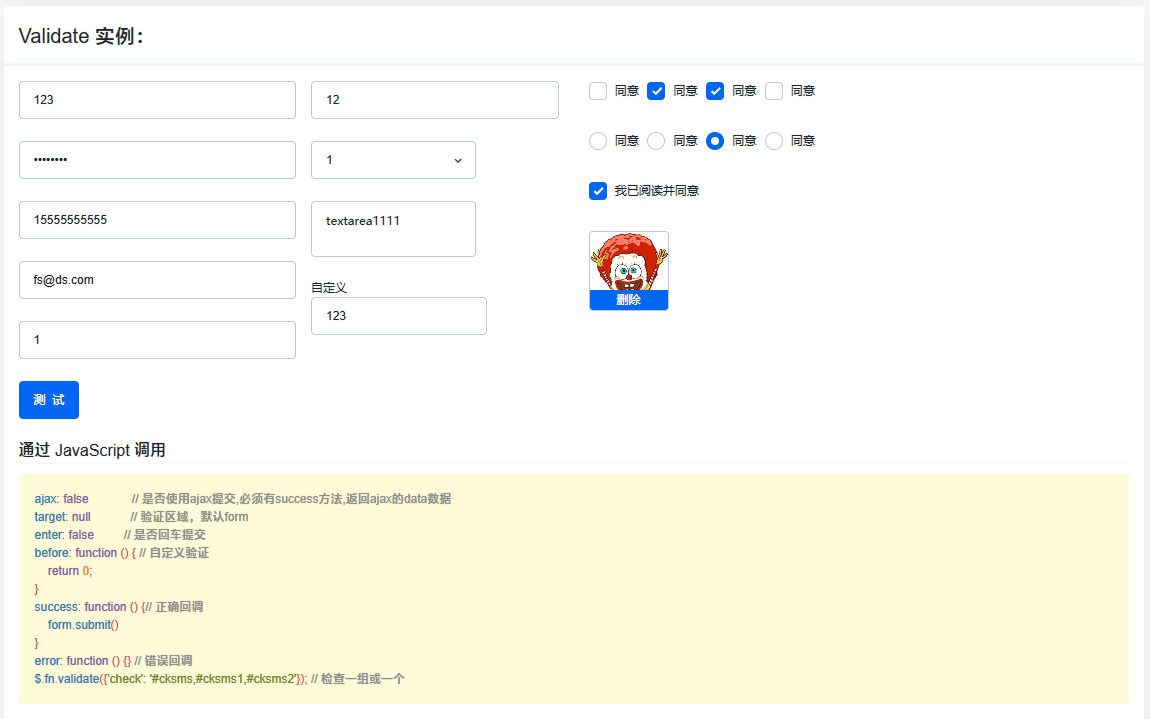 Validate 实例：
123
12
同意 同意 同意 同意
••••••••
1
同意 同意 同意 同意
15555555555
textarea1111
我已阅读并同意
fs@ds.com
自定义
123
删除
1
测 试
通过 JavaScript 调用
ajax: false // 是否使用ajax提交,必须有success方法,返回ajax的data数据
target: null // 验证区域，默认form
enter: false // 是否回车提交
before: function () { // 自定义验证
return 0;
}
success: function () {// 正确回调
form.submit()
}
error: function () {} // 错误回调
$.fn.validate({'check': '#cksms,#cksms1,#cksms2'}); // 检查一组或一个